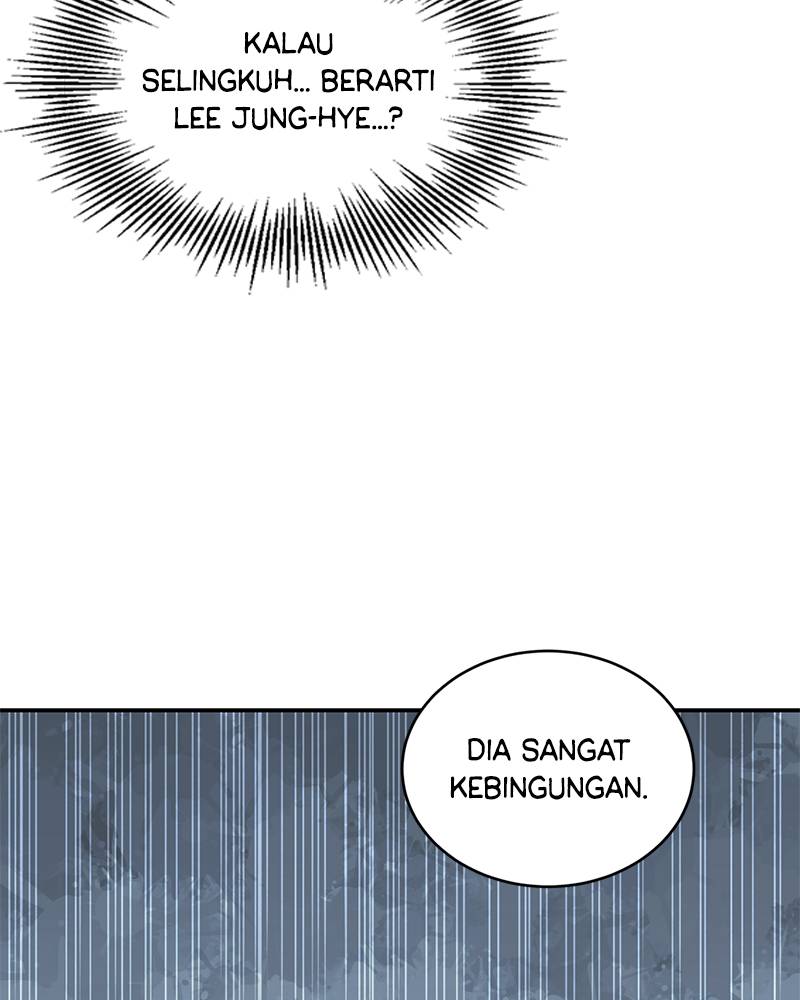 KALAU
SELINGKUH... BERARTI
LEE JUNG-HYE...?
DIA SANGAT
KEBINGUNGAN.